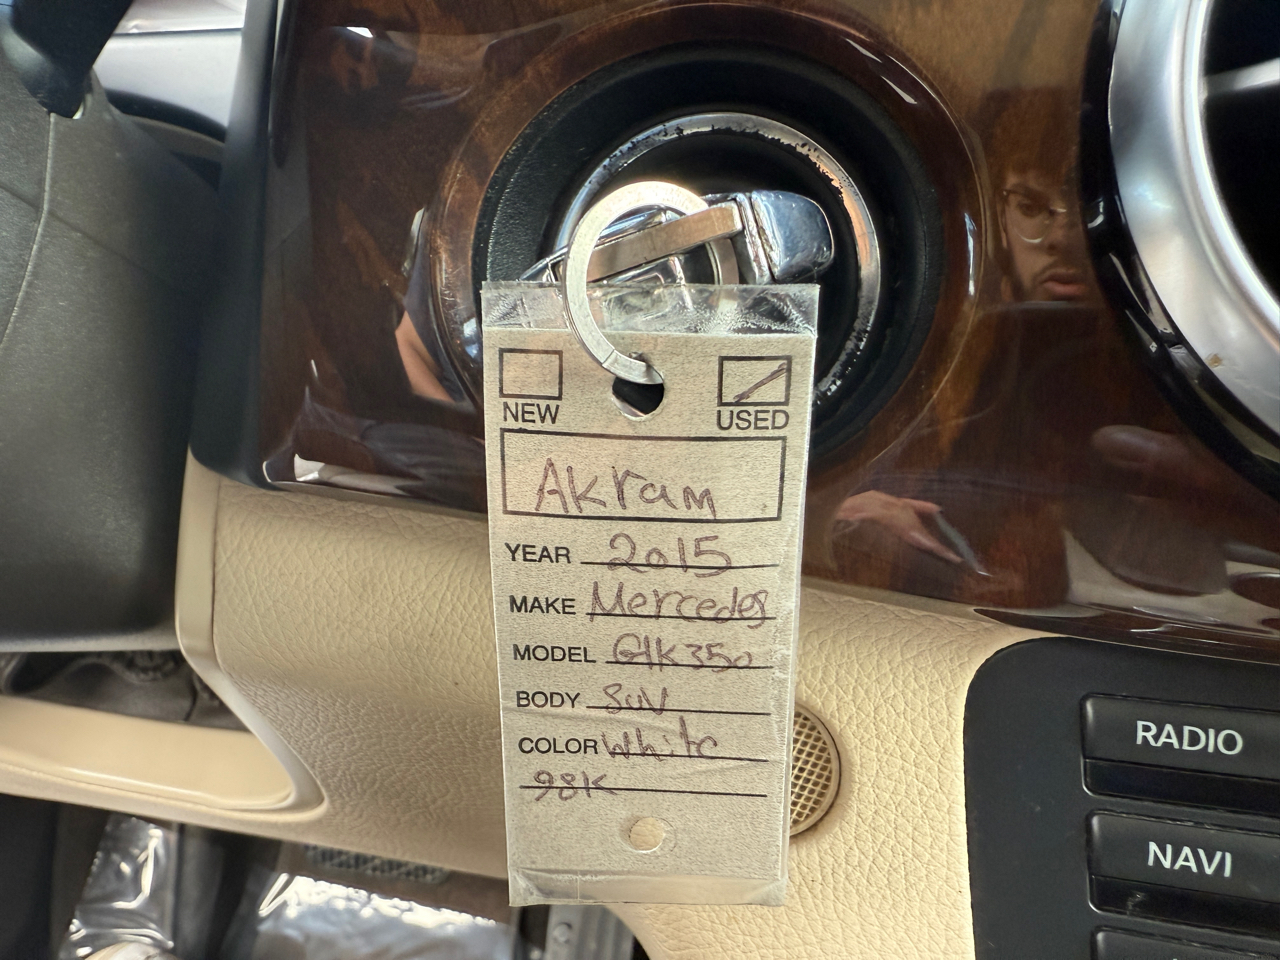 NEW USED
Akram
YEAR 2015
MAKE Mercedes
MODEL Glk350
BODY SUV
COLOR White
98K
RADIO
NAVI